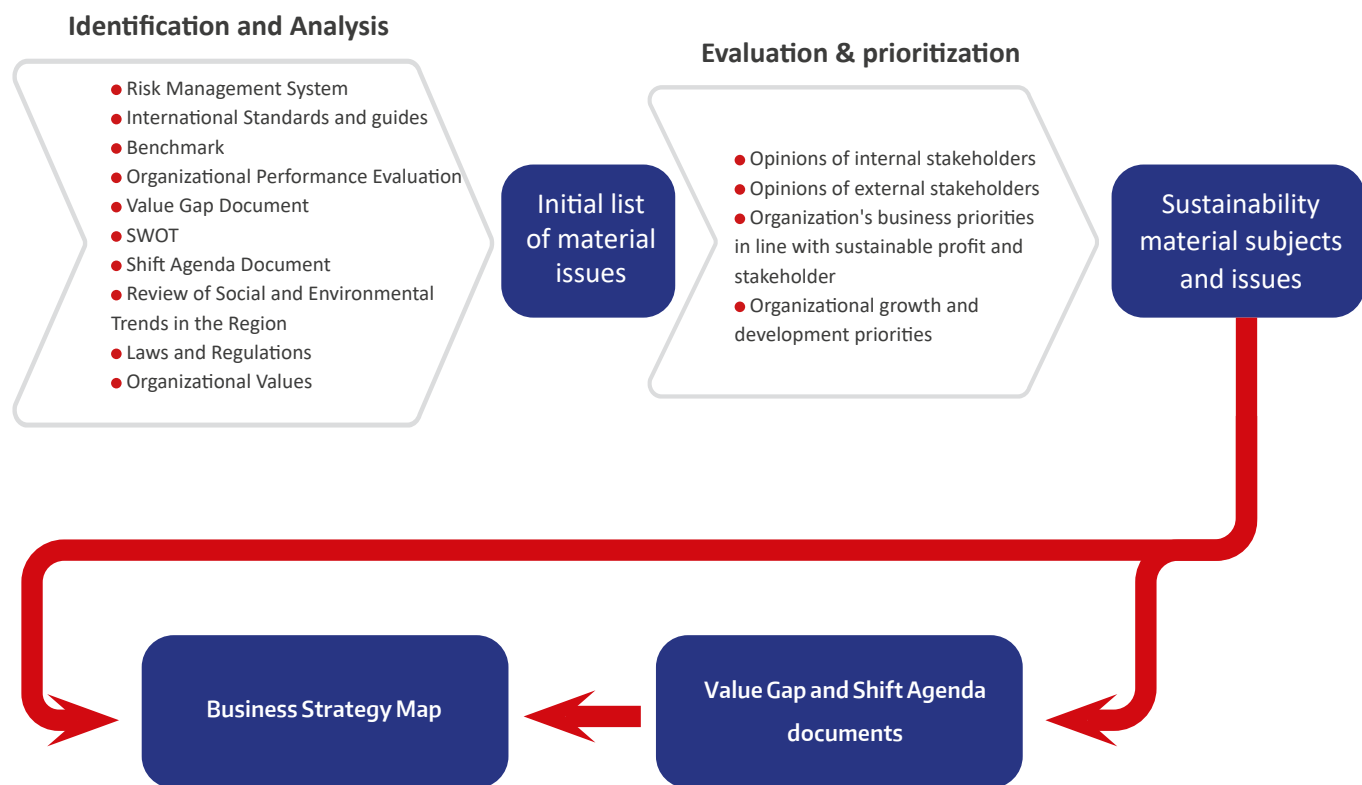 Identification and Analysis
● Risk Management System
● International Standards and guides
● Benchmark
● Organizational Performance Evaluation
● Value Gap Document
● SWOT
● Shift Agenda Document
● Review of Social and Environmental
Trends in the Region
● Laws and Regulations
● Organizational Values
Initial list
of material
issues
Evaluation & prioritization
● Opinions of internal stakeholders
● Opinions of external stakeholders
● Organization's business priorities
in line with sustainable profit and
stakeholder
● Organizational growth and
development priorities
Sustainability
material subjects
and issues
Business Strategy Map
Value Gap and Shift Agenda
documents